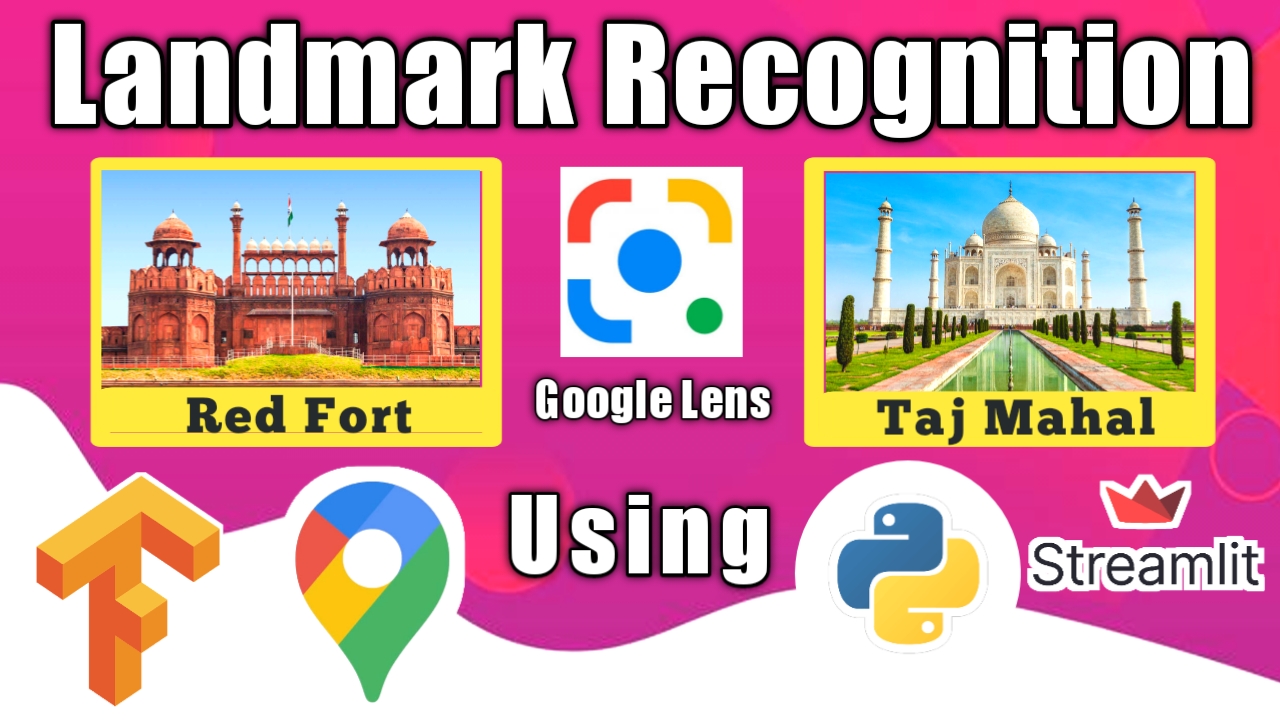 Landmark Recognition
Google Lens
Red Fort
Taj Mahal
Using
Streamlit